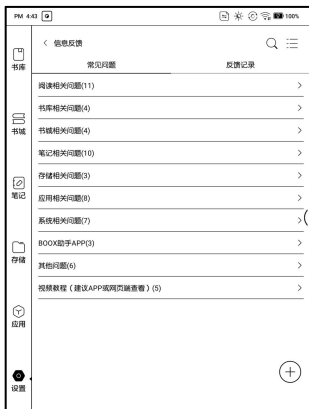 PM 4:43
100%
信息反馈
常见问题
反馈记录
阅读相关问题(11)
书库相关问题(4)
书城相关问题(4)
笔记相关问题(10)
存储相关问题(3)
应用相关问题(8)
系统相关问题(7)
BOOX助手APP(3)
其他问题(6)
视频教程（建议APP或网页端查看）(5)
书库
书城
笔记
存储
应用
设置